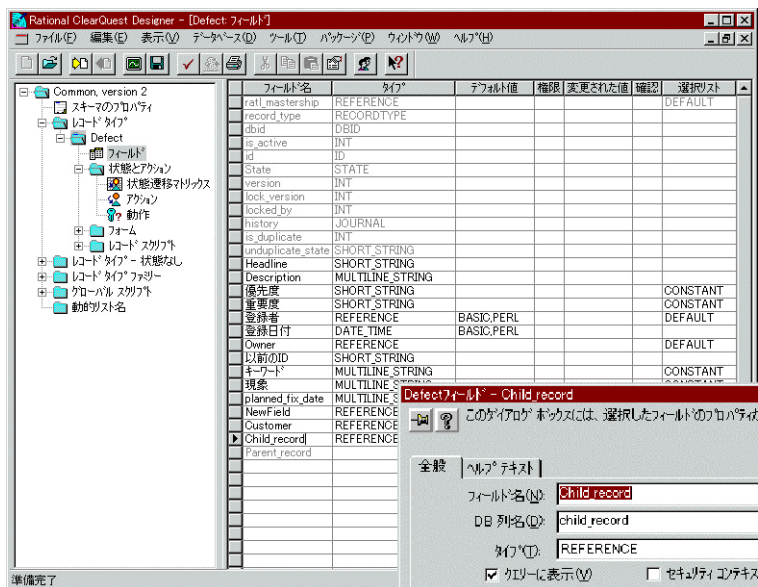 Rational ClearQuest Designer - [Defect: フィールド]
ファイル(F) 編集(E) 表示(V) データベース(D) ツール(T) パッケージ(P) ウィンドウ(W) ヘルプ(H)
Common, version 2
スキーマのプロパティ
レコード タイプ
Defect
フィールド
状態とアクション
状態遷移マトリックス
アクション
動作
フォーム
レコード スクリプト
レコード タイプ - 状態なし
レコード タイプ ファミリー
グローバル スクリプト
動的リスト名
フィールド名 タイプ デフォルト値 権限 変更された値 確認 選択リスト
ratl_mastership REFERENCE DEFAULT
record_type RECORDTYPE
dbid DBID
is_active INT
id ID
State STATE
version INT
lock_version INT
locked_by INT
history JOURNAL
is_duplicate INT
unduplicate_state SHORT_STRING
Headline SHORT_STRING
Description MULTILINE_STRING
優先度 SHORT_STRING CONSTANT
重要度 SHORT_STRING CONSTANT
登録者 REFERENCE BASIC,PERL DEFAULT
登録日付 DATE_TIME BASIC,PERL
Owner REFERENCE DEFAULT
以前のID SHORT_STRING
キーワード MULTILINE_STRING CONSTANT
現象 MULTILINE_STRING CONSTANT
planned_fix_date MULTILINE_S
NewField REFERENCE
Customer REFERENCE
Child_record REFERENCE
Parent_record
Defectフィールド - Child_record
このダイアログ ボックスには、選択したフィールドのプロパティが
全般 ヘルプ テキスト
フィールド名(N): Child_record
DB 列名(D): child_record
タイプ(T): REFERENCE
クエリーに表示(V) セキュリティ コンテキス
準備完了